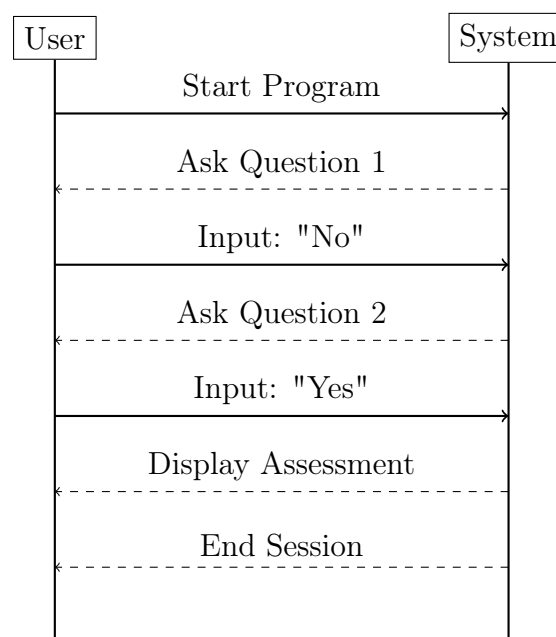 User
System
Start Program
Ask Question 1
Input: "No"
Ask Question 2
Input: "Yes"
Display Assessment
End Session